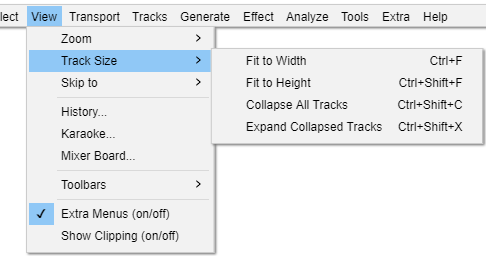 lect View Transport Tracks Generate Effect Analyze Tools Extra Help
Zoom
Track Size
Skip to
History...
Karaoke...
Mixer Board...
Toolbars
Extra Menus (on/off)
Show Clipping (on/off)
Fit to Width Ctrl+F
Fit to Height Ctrl+Shift+F
Collapse All Tracks Ctrl+Shift+C
Expand Collapsed Tracks Ctrl+Shift+X